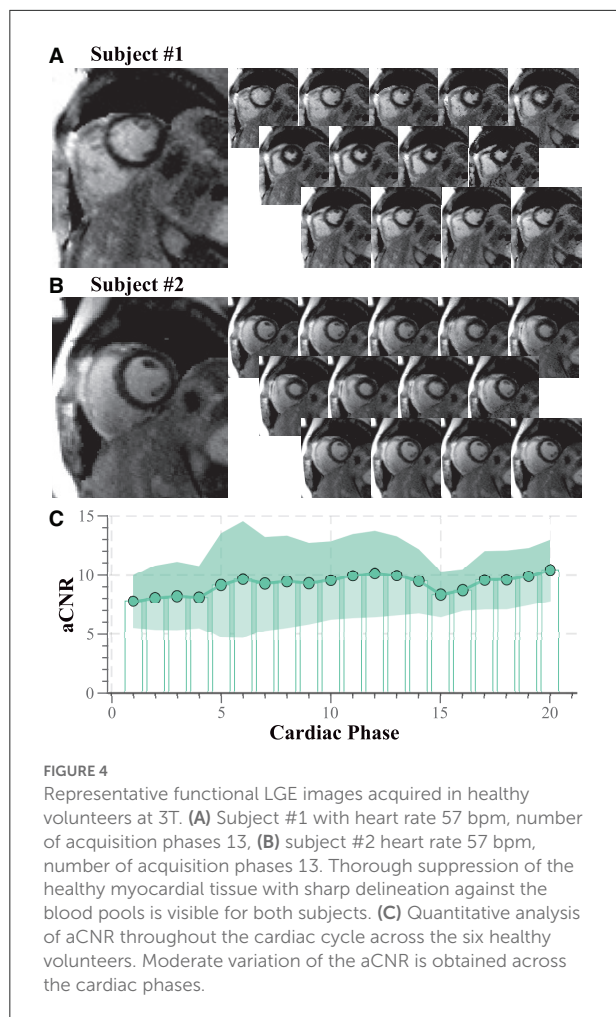 A Subject #1
B Subject #2
C
15
10
5
0
aCNR
0 5 10 15 20
Cardiac Phase
FIGURE 4
Representative functional LGE images acquired in healthy
volunteers at 3T. (A) Subject #1 with heart rate 57 bpm, number
of acquisition phases 13, (B) subject #2 heart rate 57 bpm,
number of acquisition phases 13. Thorough suppression of the
healthy myocardial tissue with sharp delineation against the
blood pools is visible for both subjects. (C) Quantitative analysis
of aCNR throughout the cardiac cycle across the six healthy
volunteers. Moderate variation of the aCNR is obtained across
the cardiac phases.